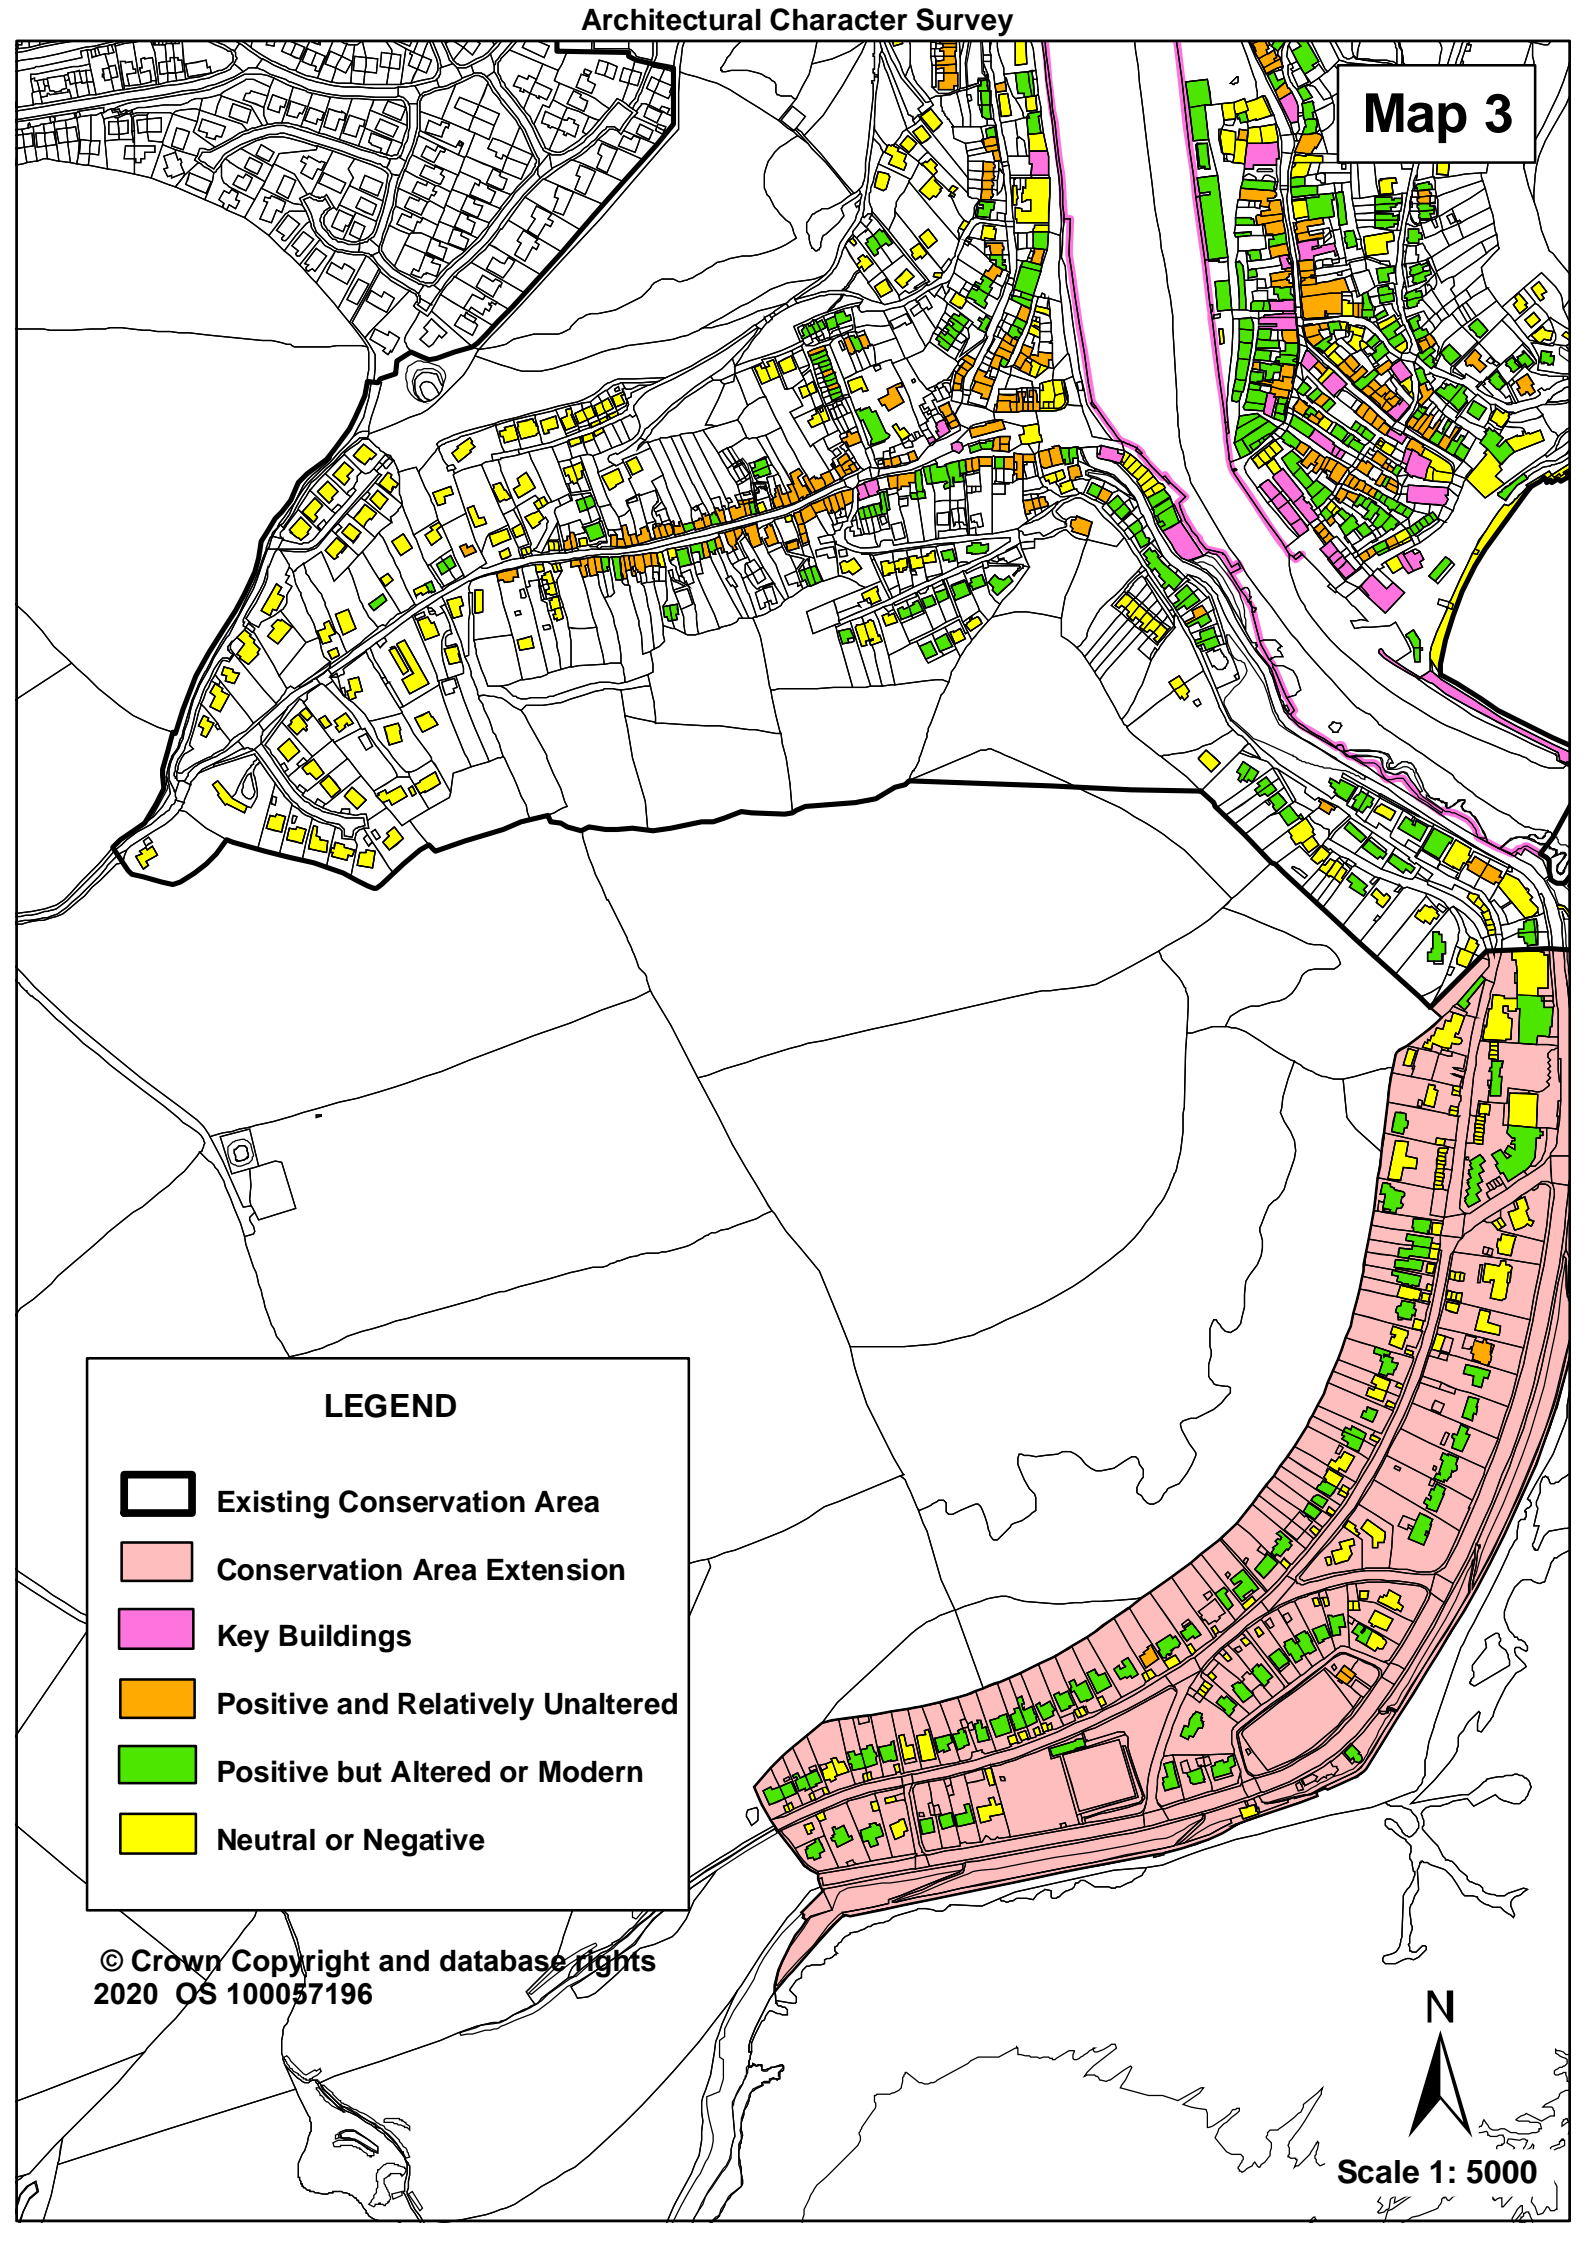 Architectural Character Survey
Map 3
LEGEND
Existing Conservation Area
Conservation Area Extension
Key Buildings
Positive and Relatively Unaltered
Positive but Altered or Modern
Neutral or Negative
© Crown Copyright and database rights
2020 OS 100057196
N
Scale 1: 5000